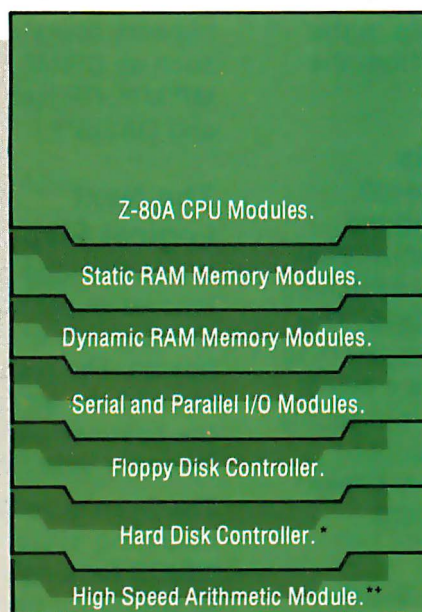 Z-80A CPU Modules.
Static RAM Memory Modules.
Dynamic RAM Memory Modules.
Serial and Parallel I/O Modules.
Floppy Disk Controller.
Hard Disk Controller.*
High Speed Arithmetic Module.*+